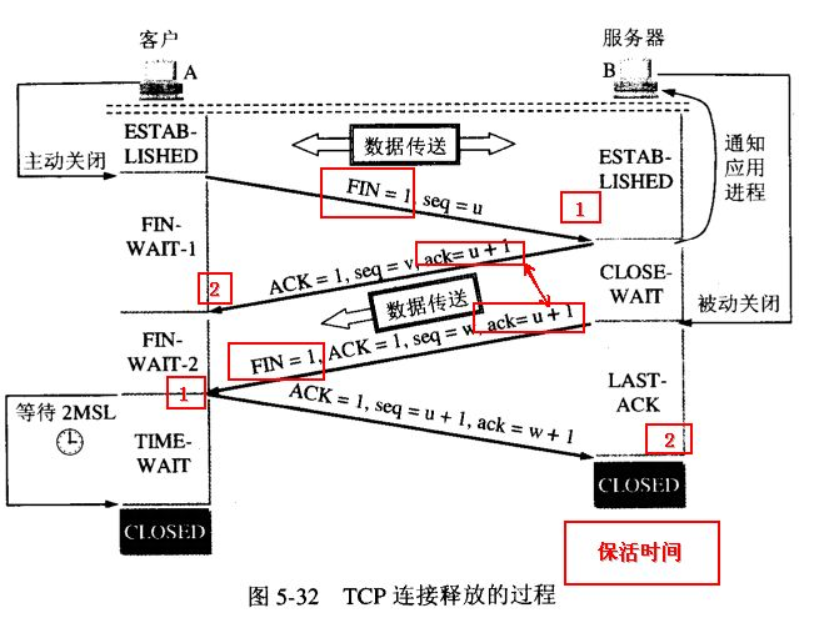 客户
服务器
A
B
ESTAB-
LISHED
数据传送
ESTAB-
LISHED
通知
应用
进程
主动关闭
FIN = 1, seq = u
1
FIN-
WAIT-1
ACK = 1, seq = v, ack= u + 1
2
CLOSE-
WAIT
数据传送
被动关闭
FIN-
WAIT-2
FIN = 1, ACK = 1, seq = w, ack= u + 1
1
LAST-
ACK
等待 2MSL
ACK = 1, seq = u + 1, ack = w + 1
2
TIME-
WAIT
CLOSED
CLOSED
保活时间
图 5-32 TCP 连接释放的过程